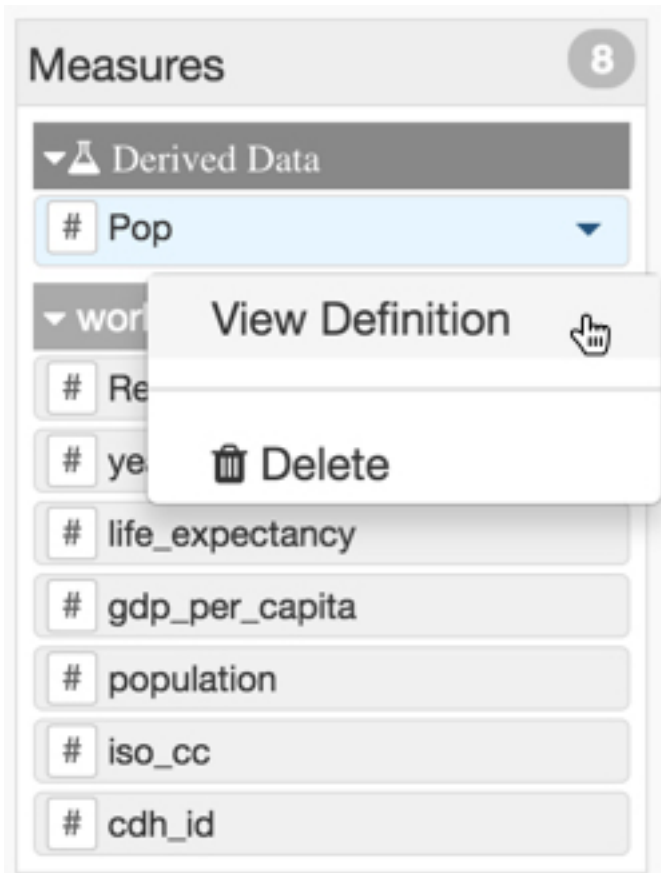 Measures 8
Derived Data
# Pop
View Definition
#
#
Delete
# life_expectancy
# gdp_per_capita
# population
# iso_cc
# cdh_id